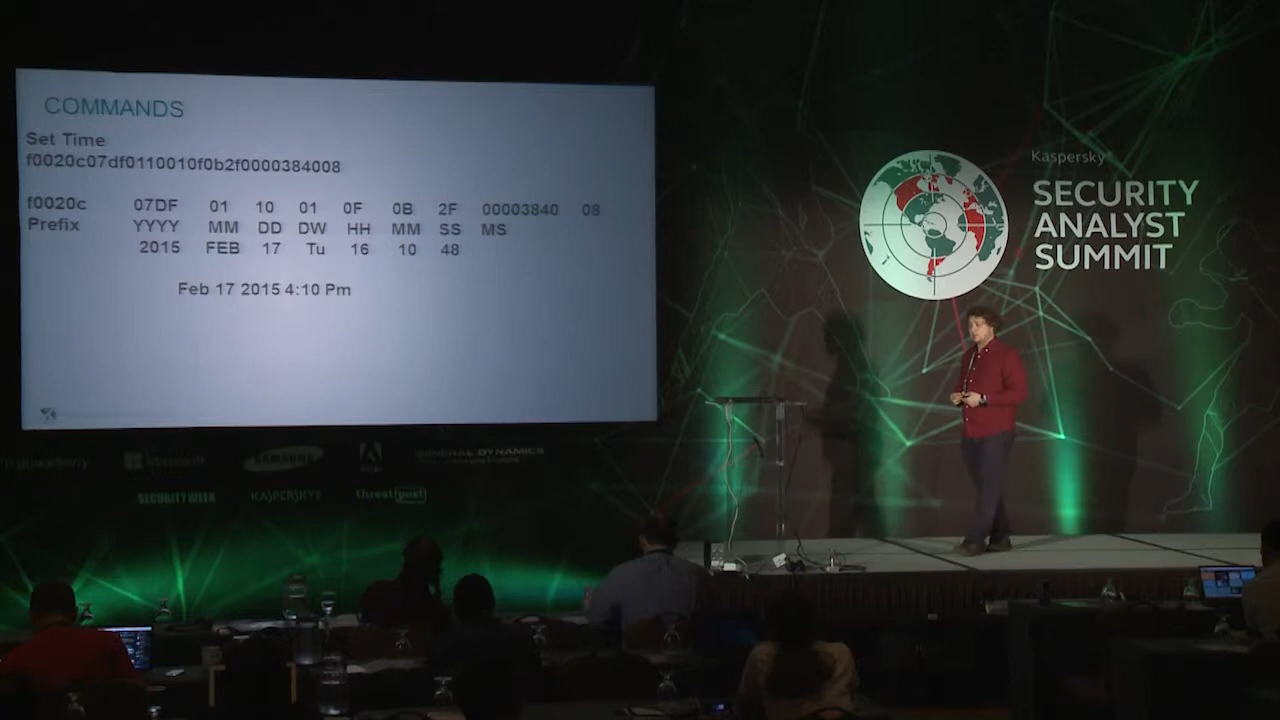 COMMANDS
Set Time
f0020c07df0110010f0b2f0000384008
f0020c 07DF 01 10 01 0F 0B 2F 00003840 08
Prefix YYYY MM DD DW HH MM SS MS
2015 FEB 17 Tu 16 10 48
Feb 17 2015 4:10 Pm
Kaspersky
SECURITY
ANALYST
SUMMIT
Microsoft
SAMSUNG
GENERAL DYNAMICS
SECURITYWEEK
KASPERSKY
threatpost